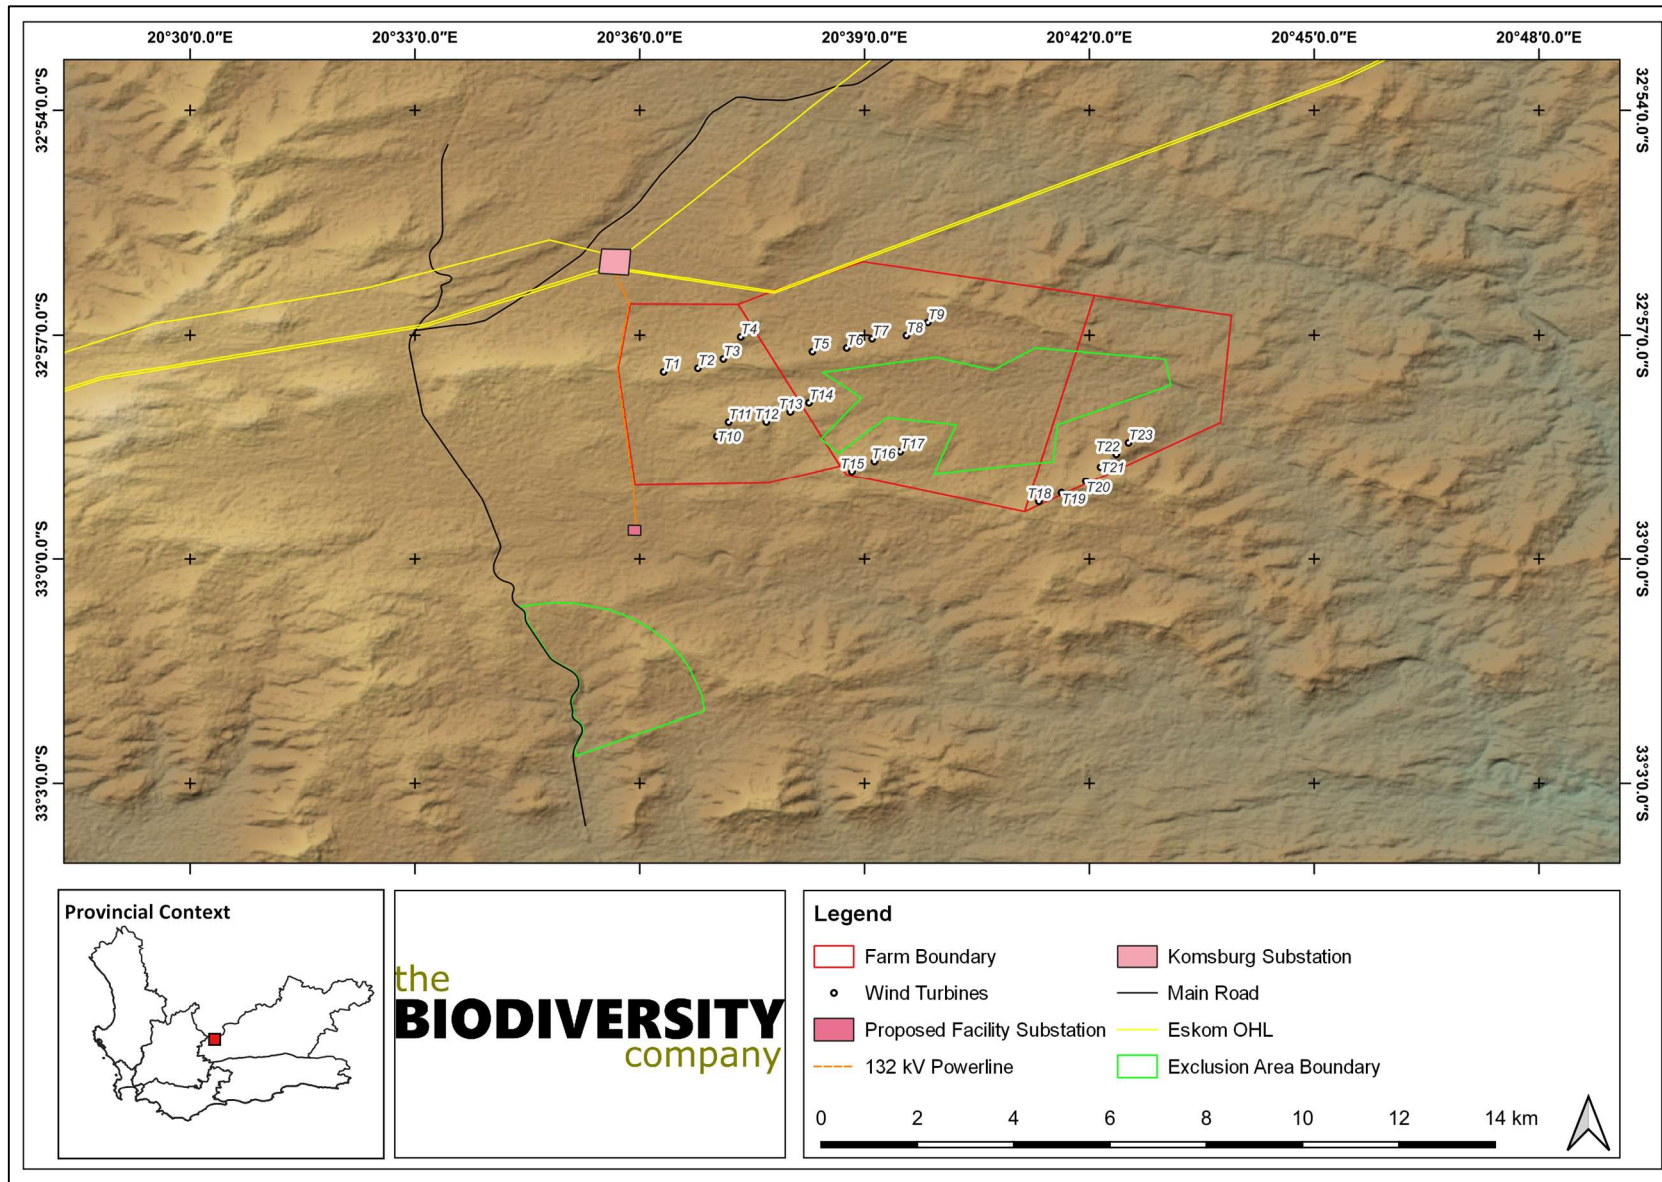 20°30'0.0"E 20°33'0.0"E 20°36'0.0"E 20°39'0.0"E 20°42'0.0"E 20°45'0.0"E 20°48'0.0"E
32°54'0.0"S 32°54'0.0"S
32°57'0.0"S 32°57'0.0"S
33°0'0.0"S 33°0'0.0"S
33°3'0.0"S 33°3'0.0"S
T1
T2
T3
T4
T5
T6
T7
T8
T9
T10
T11
T12
T13
T14
T15
T16
T17
T18
T19
T20
T21
T22
T23
Provincial Context
the
BIODIVERSITY
company
Legend
Farm Boundary
Wind Turbines
Proposed Facility Substation
132 kV Powerline
Komsburg Substation
Main Road
Eskom OHL
Exclusion Area Boundary
0 2 4 6 8 10 12 14 km